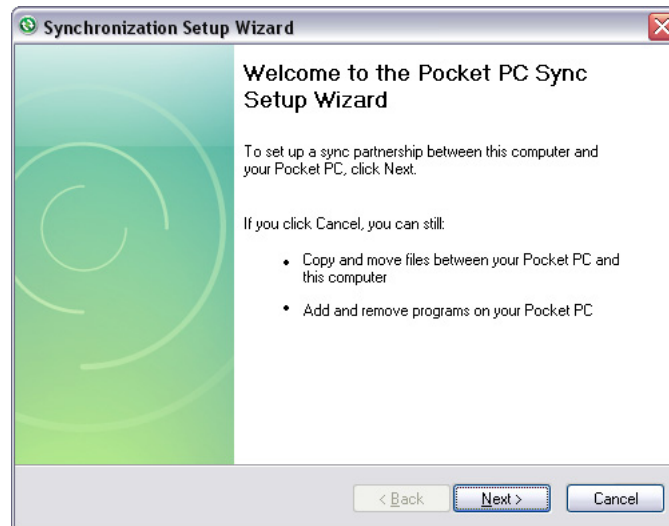 Synchronization Setup Wizard
Welcome to the Pocket PC Sync
Setup Wizard
To set up a sync partnership between this computer and
your Pocket PC, click Next.
If you click Cancel, you can still:
• Copy and move files between your Pocket PC and
this computer
• Add and remove programs on your Pocket PC
< Back
Next >
Cancel